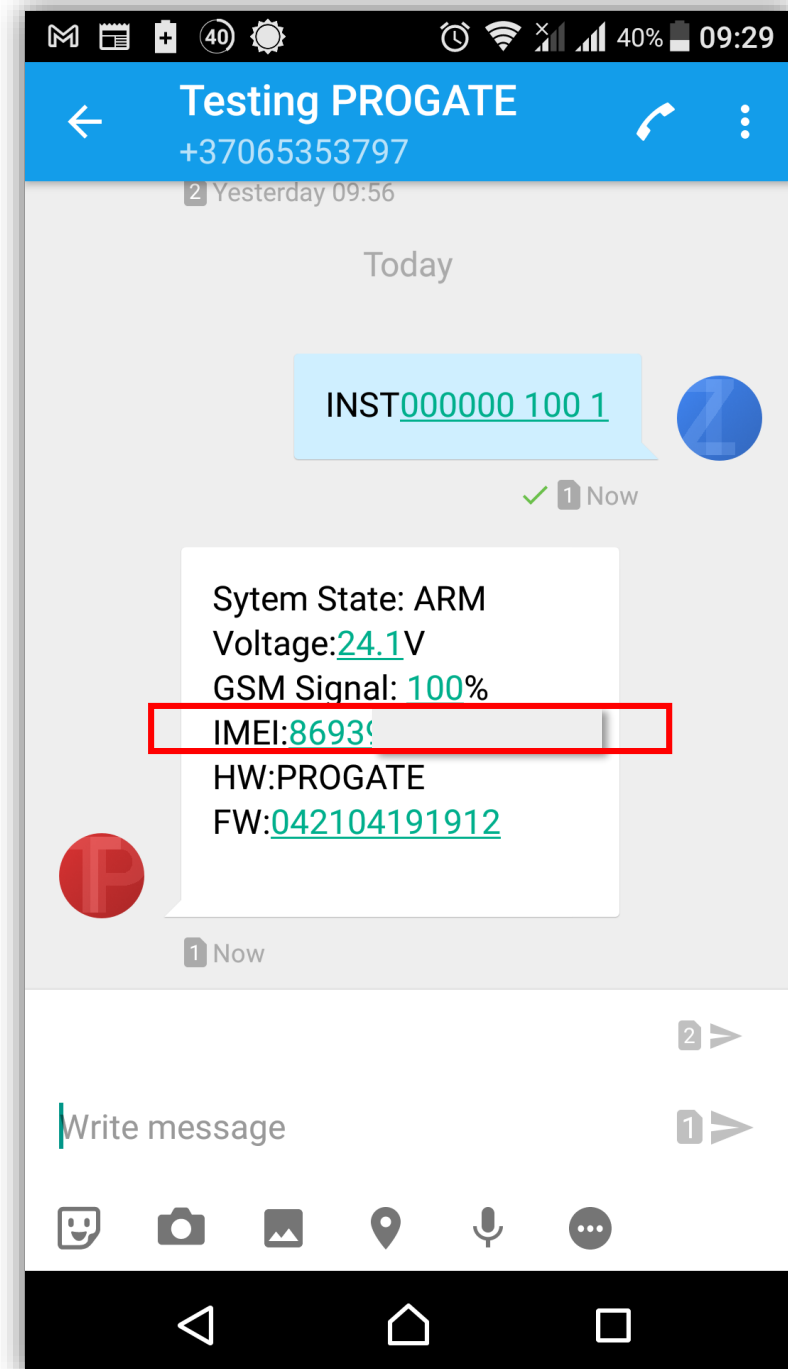 40
40% 09:29
Testing PROGATE
+37065353797
2 Yesterday 09:56
Today
INST000000 100 1
1 Now
Sytem State: ARM
Voltage:24.1V
GSM Signal: 100%
IMEI:8693
HW:PROGATE
FW:042104191912
TP
1 Now
2
Write message
1